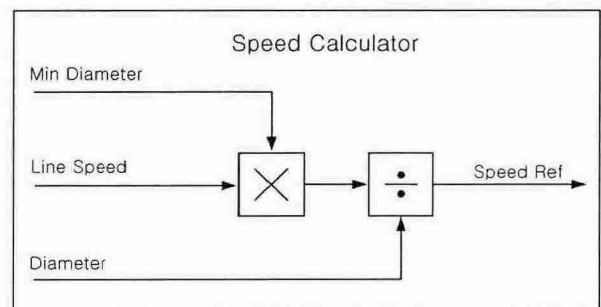 Speed Calculator
Min Diameter
Line Speed
Speed Ref
Diameter